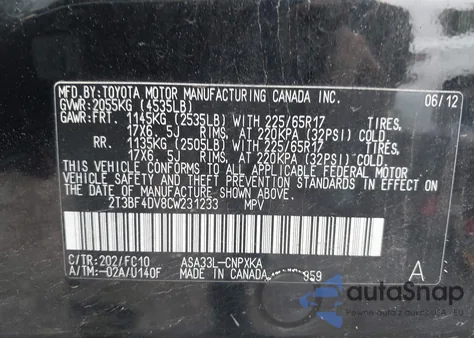 MFD.BY:TOYOTA MOTOR MANUFACTURING CANADA INC. 06/12
GVWR:2055KG (4535LB)
GAWR:FRT. 1145KG (2535LB) WITH 225/65R17 TIRES,
17X6. 5J RIMS, AT 220KPA (32PSI) COLD.
RR. 1135KG (2505LB) WITH 225/65R17 TIRES,
17X6. 5J RIMS, AT 220KPA (32PSI) COLD.
THIS VEHICLE CONFORMS TO ALL APPLICABLE FEDERAL MOTOR
VEHICLE SAFETY AND THEFT PREVENTION STANDARDS IN
EFFECT ON THE DATE OF MANUFACTURE SHOWN ABOVE.
2T3BF4DV8CW231233 MPV
C/TR:202/FC10 ASA33L-CNPXKA
A/TM:-02A/U140F MADE IN CANADA 859 A
autoSnap